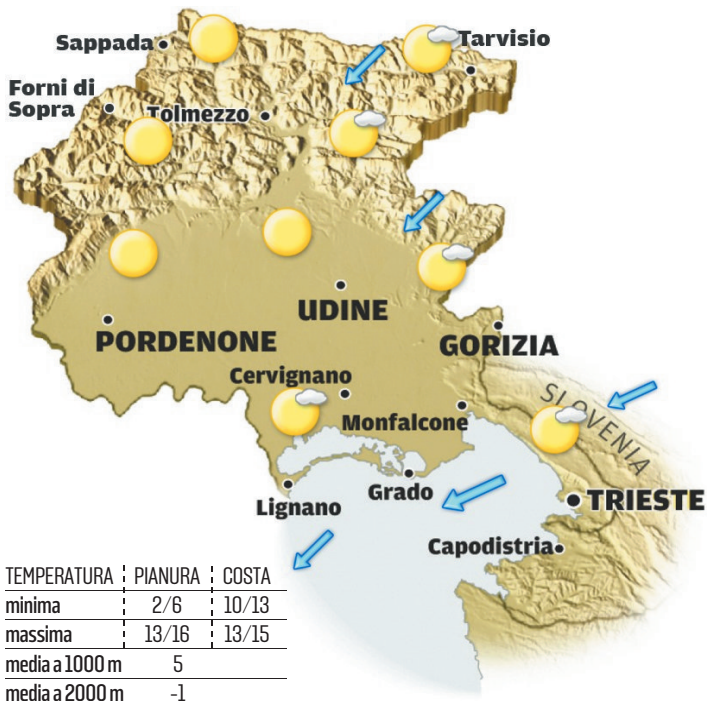 Sappada
Tarvisio
Forni di
Sopra
Tolmezzo
UDINE
PORDENONE
GORIZIA
Cervignano
SLOVENIA
Monfalcone
Grado
Lignano
TRIESTE
Capodistria
TEMPERATURA PIANURA COSTA
minima 2/6 10/13
massima 13/16 13/15
media a 1000 m 5
media a 2000 m -1